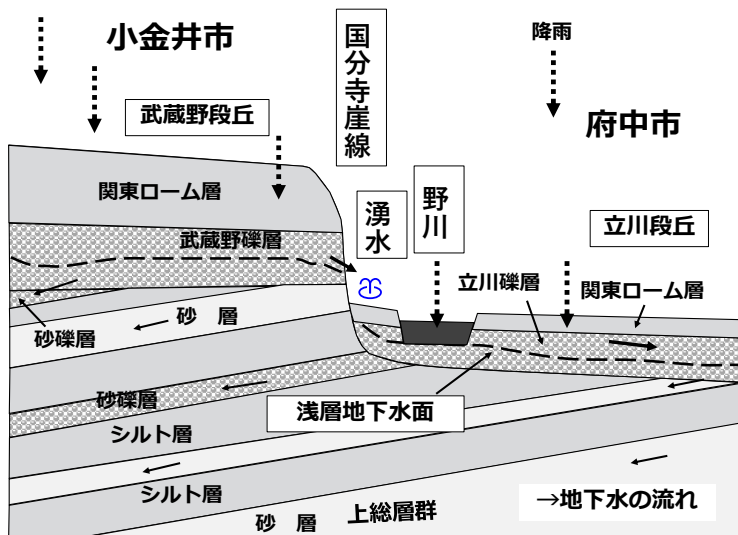 小金井市
国分寺崖線
降雨
武蔵野段丘
府中市
関東ローム層
湧水
野川
立川段丘
武蔵野礫層
立川礫層
関東ローム層
砂　層
砂礫層
砂礫層
浅層地下水面
シルト層
シルト層
→地下水の流れ
砂　層
上総層群